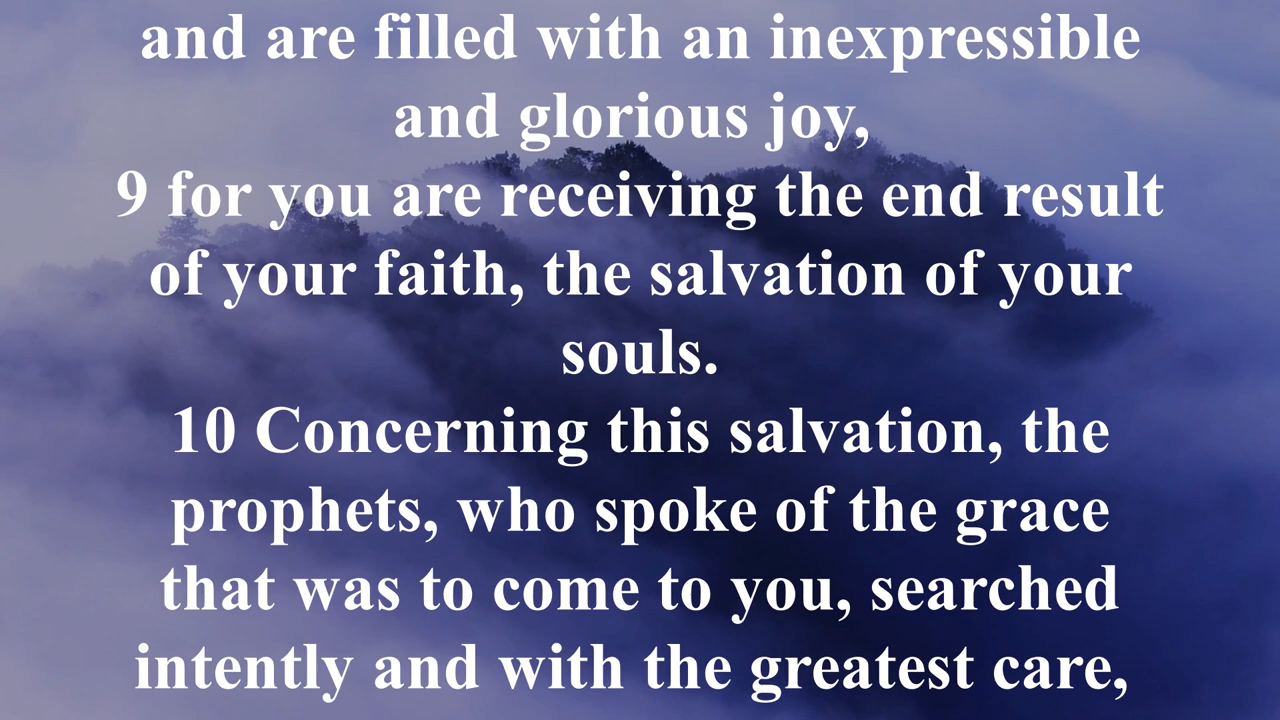 and are filled with an inexpressible
and glorious joy,
9 for you are receiving the end result
of your faith, the salvation of your
souls.
10 Concerning this salvation, the
prophets, who spoke of the grace
that was to come to you, searched
intently and with the greatest care,